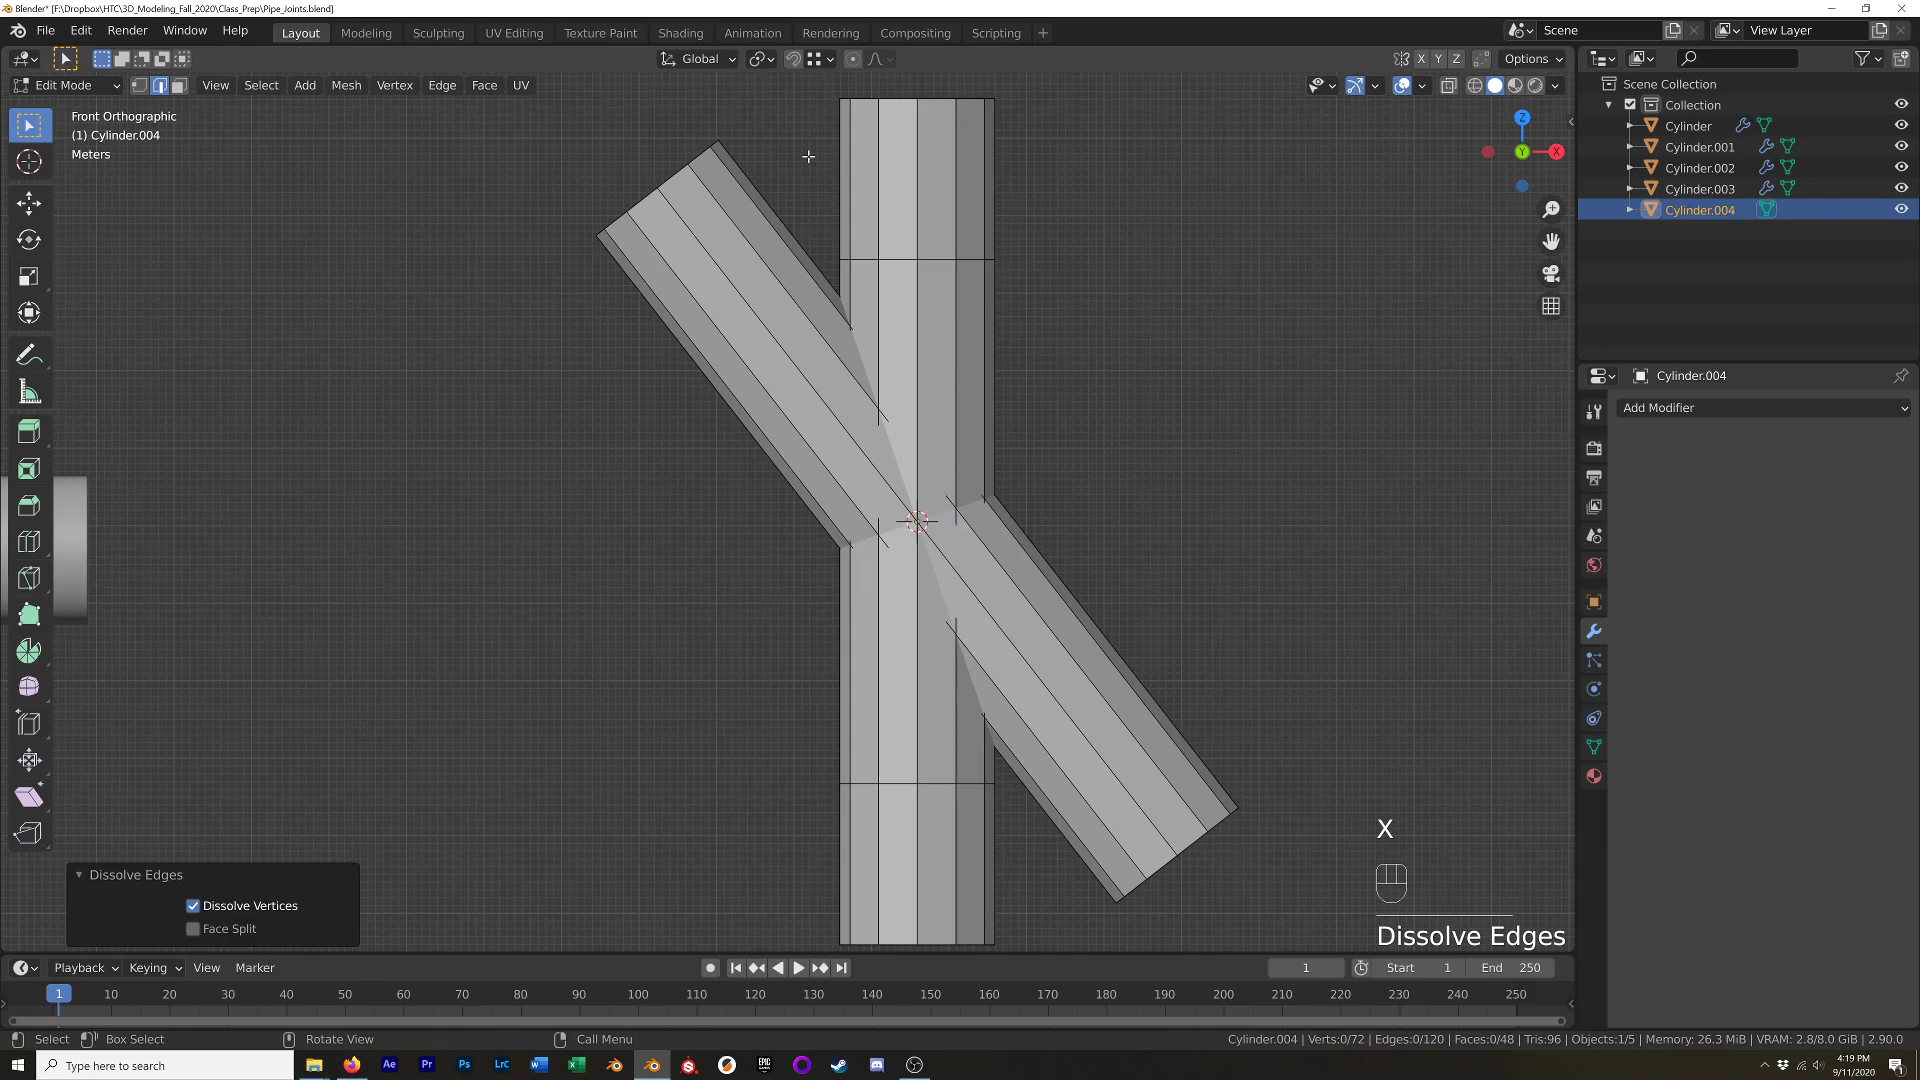 Blender* [F:\Dropbox\HTC\3D_Modeling_Fall_2020\Class_Prep\Pipe_Joints.blend]
File Edit Render Window Help Layout Modeling Sculpting UV Editing Texture Paint Shading Animation Rendering Compositing Scripting + Scene View Layer
Global X Y Z Options
Edit Mode View Select Add Mesh Vertex Edge Face UV
Front Orthographic
(1) Cylinder.004
Meters
Z
Y
X
Scene Collection
Collection
Cylinder
Cylinder.001
Cylinder.002
Cylinder.003
Cylinder.004
Cylinder.004
Add Modifier
X
Dissolve Edges
Dissolve Edges
Dissolve Vertices
Face Split
Playback Keying View Marker 1 Start 1 End 250
1 10 20 30 40 50 60 70 80 90 100 110 120 130 140 150 160 170 180 190 200 210 220 230 240 250
Select Box Select Rotate View Call Menu Cylinder.004 | Verts:0/72 | Edges:0/120 | Faces:0/48 | Tris:96 | Objects:1/5 | Memory: 26.3 MiB | VRAM: 2.8/8.0 GiB | 2.90.0
Type here to search Ae Pr Ps Lrc 4:19 PM
9/11/2020